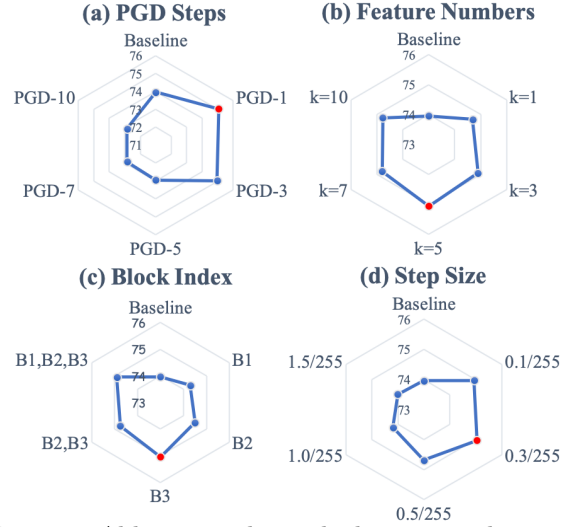 (a) PGD Steps
Baseline
76
75
74
73
72
71
PGD-1
PGD-3
PGD-5
PGD-7
PGD-10
(b) Feature Numbers
Baseline
76
75
74
73
k=1
k=3
k=5
k=7
k=10
(c) Block Index
Baseline
76
75
74
73
B1
B2
B3
B2,B3
B1,B2,B3
(d) Step Size
Baseline
76
75
74
73
0.1/255
0.3/255
0.5/255
1.0/255
1.5/255